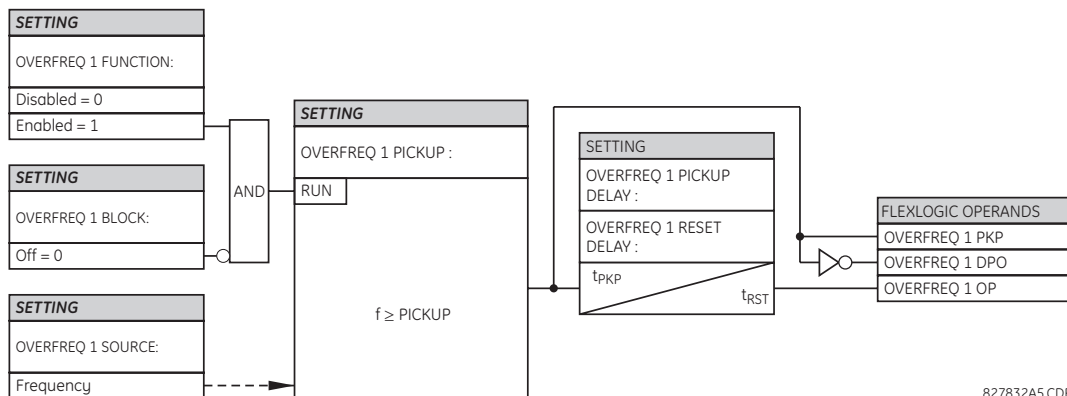 SETTING
OVERFREQ 1 FUNCTION:
Disabled = 0
Enabled = 1
SETTING
OVERFREQ 1 BLOCK:
Off = 0
SETTING
OVERFREQ 1 SOURCE:
Frequency
AND
SETTING
OVERFREQ 1 PICKUP :
RUN
f ≥ PICKUP
SETTING
OVERFREQ 1 PICKUP
DELAY :
OVERFREQ 1 RESET
DELAY :
tPKP
tRST
FLEXLOGIC OPERANDS
OVERFREQ 1 PKP
OVERFREQ 1 DPO
OVERFREQ 1 OP